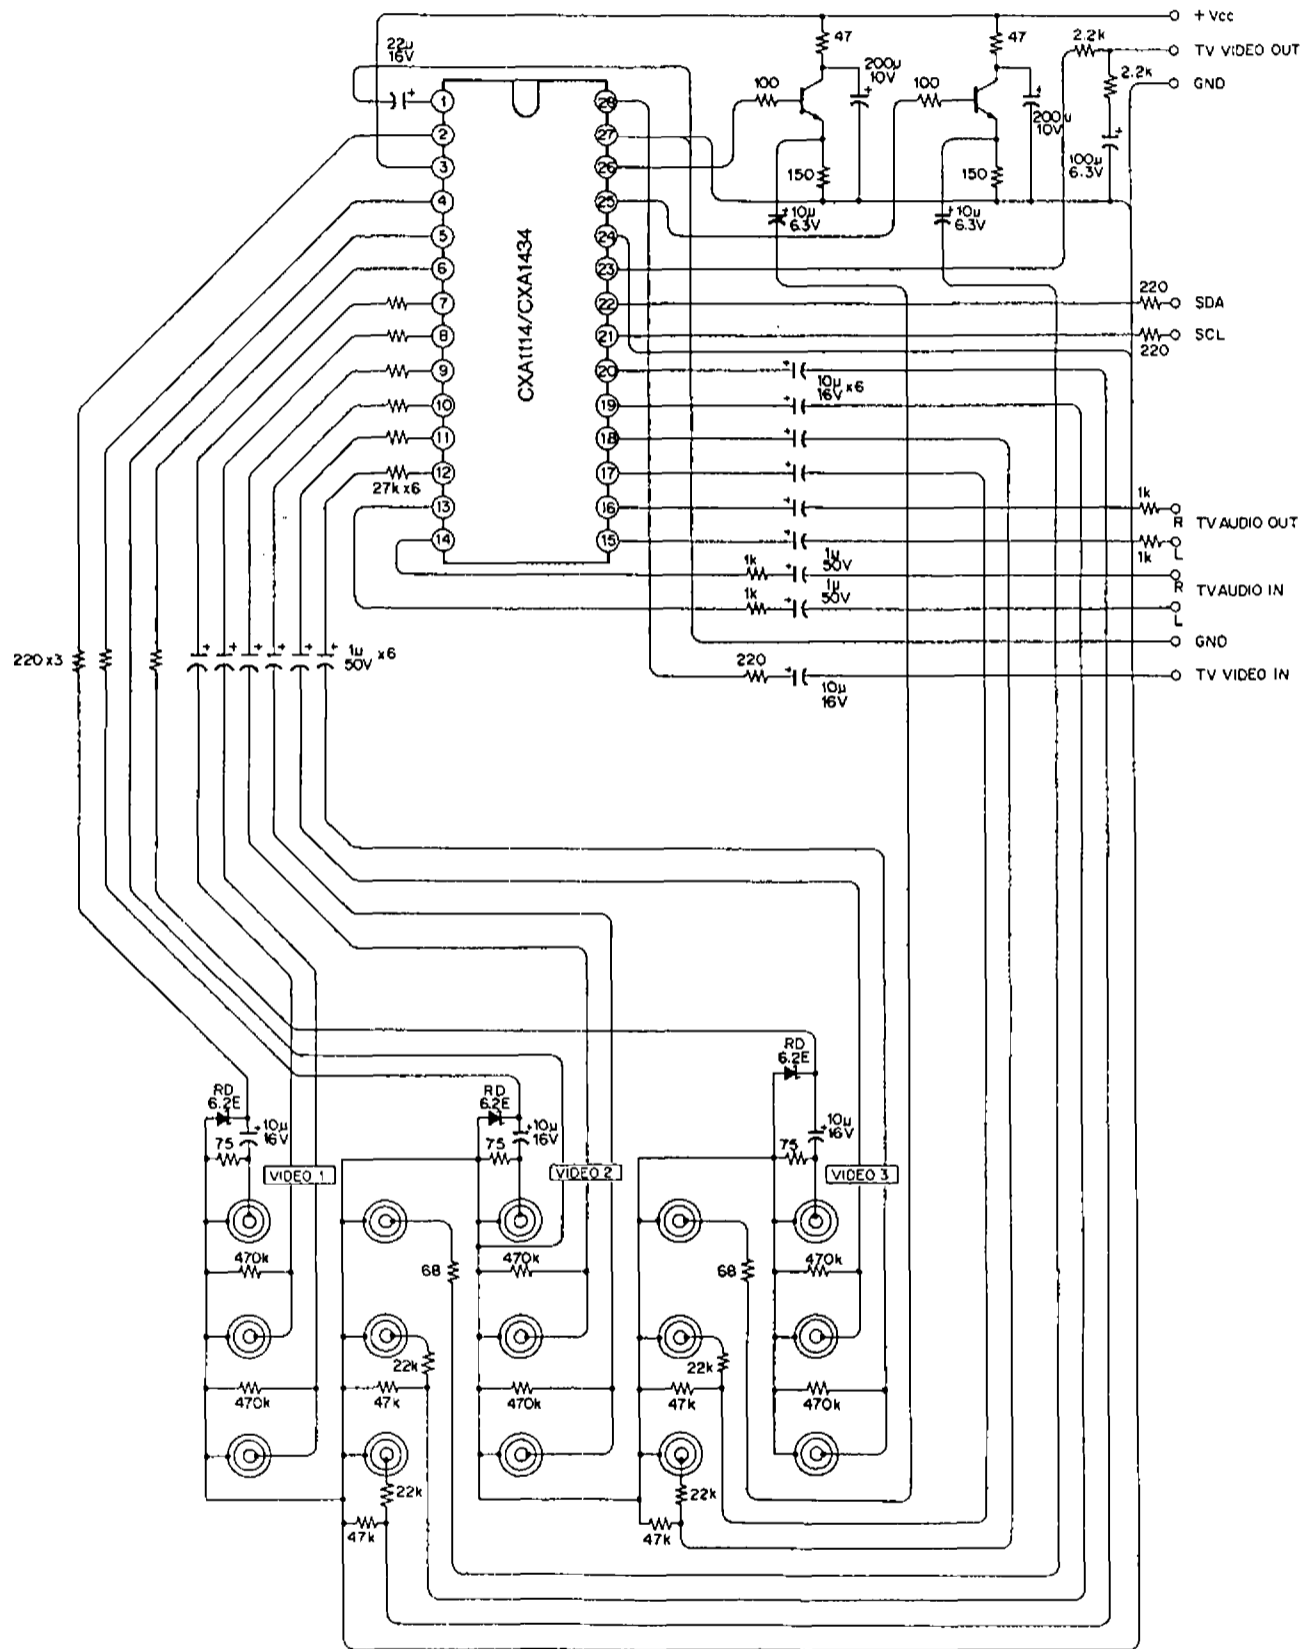 + Vcc
22µ
16V
47
47
2.2k
TV VIDEO OUT
200µ
10V
2.2k
GND
100
100
200µ
10V
1
28
2
27
100µ
6.3V
3
26
150
150
4
25
10µ
6.3V
10µ
6.3V
5
24
6
23
CXA1114/CXA1434
220
7
22
SDA
8
21
SCL
220
9
20
10µ
16V x6
10
19
11
18
12
17
27k x6
1k
13
16
R
TV AUDIO OUT
14
15
L
1k
1µ
50V
1k
R
TV AUDIO IN
1µ
50V
1k
L
GND
220 x3
1µ
50V x6
220
TV VIDEO IN
10µ
16V
RD
6.2E
RD
6.2E
RD
6.2E
10µ
16V
10µ
16V
10µ
16V
75
75
75
VIDEO 1
VIDEO 2
VIDEO 3
470k
68
470k
68
470k
22k
22k
470k
47k
470k
47k
470k
22k
22k
47k
47k